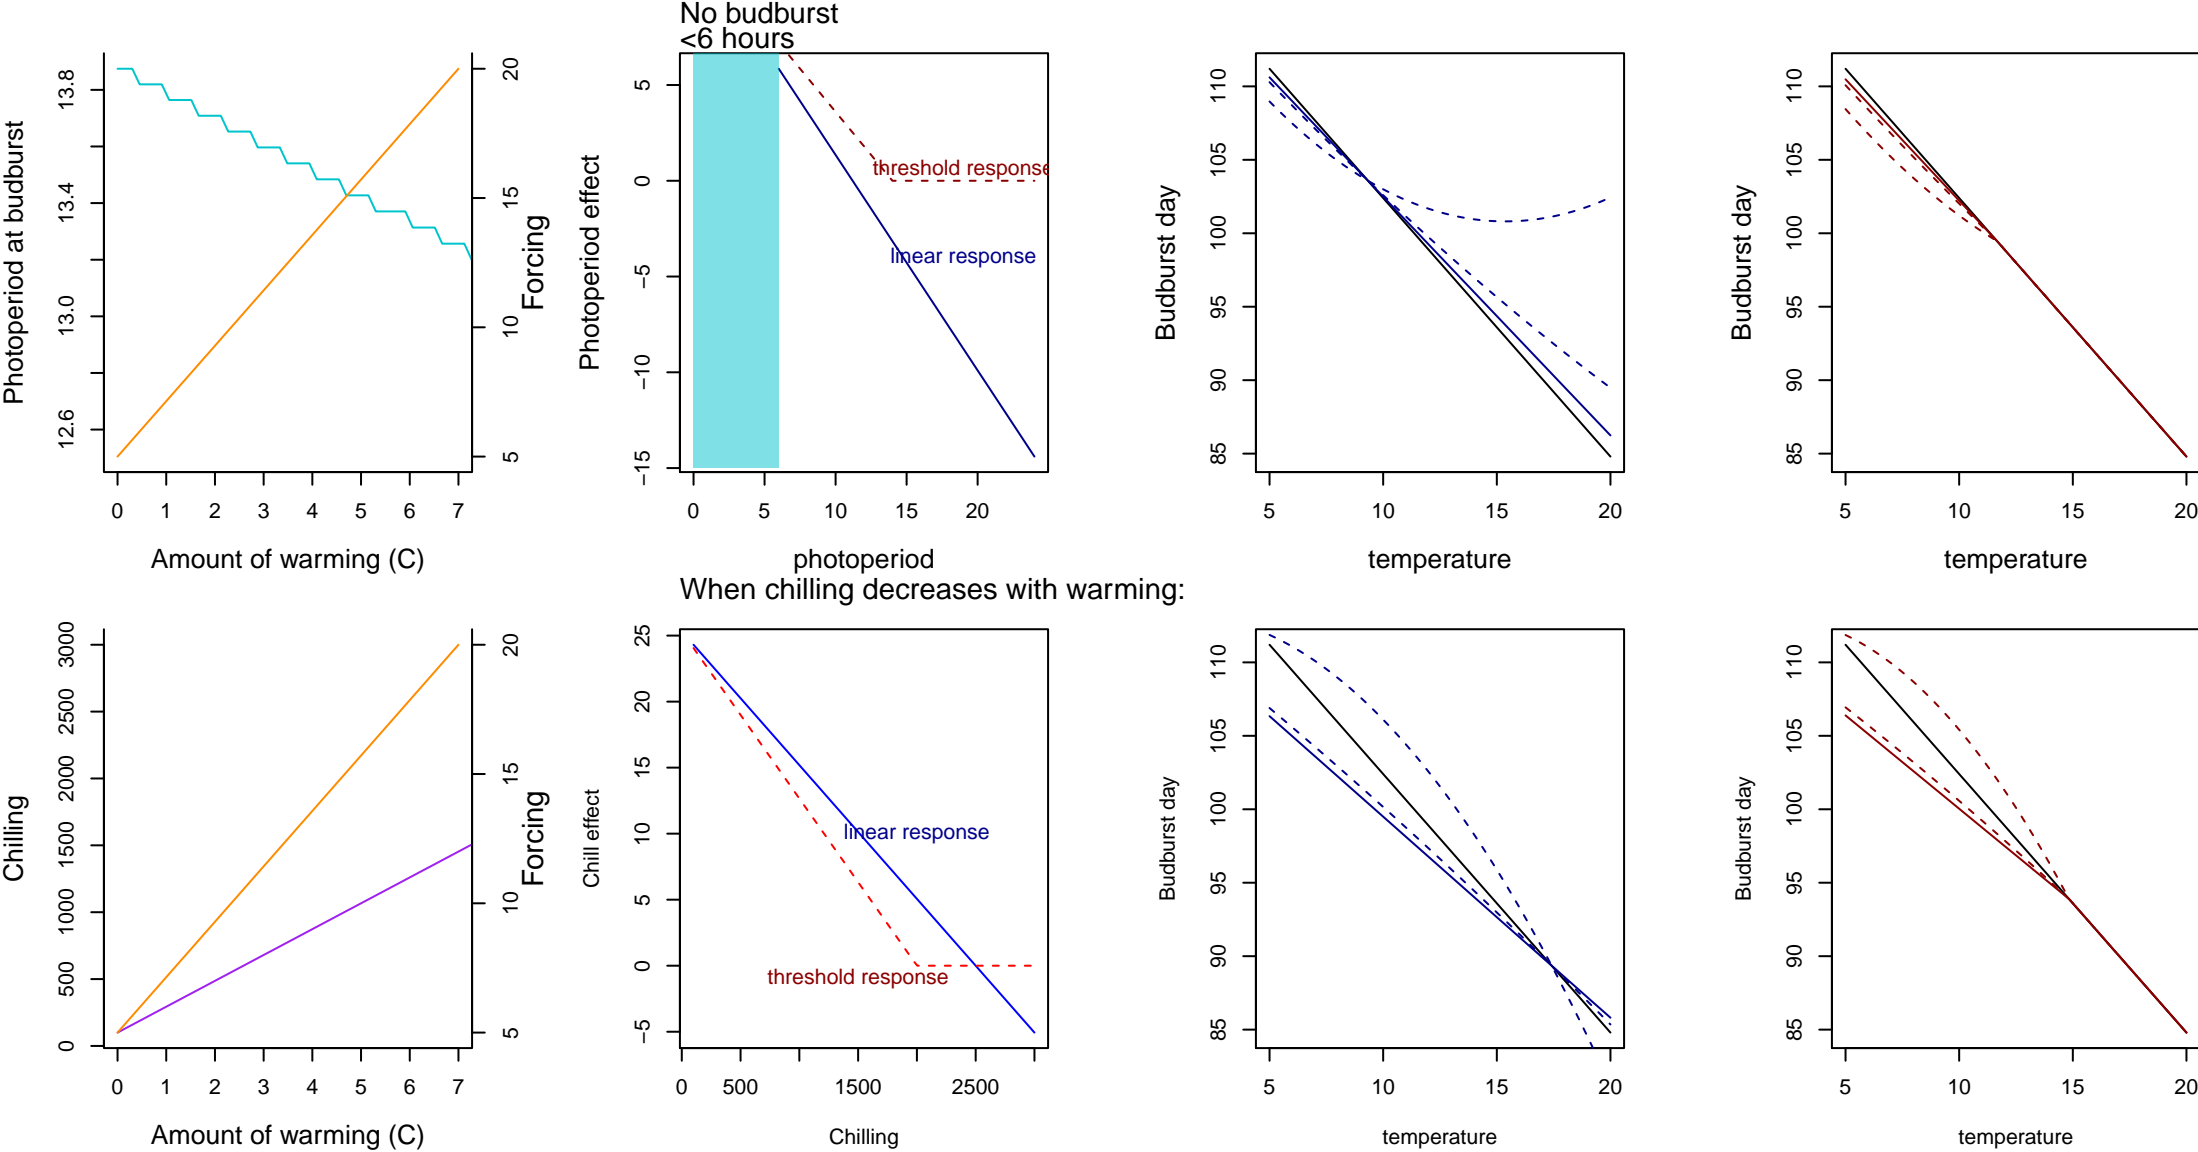 No budburst
<6 hours
Photoperiod at budburst
12.6
13.0
13.4
13.8
0 1 2 3 4 5 6 7
Amount of warming (C)
5 10 15 20
Forcing
Photoperiod effect
−15 −10 −5 0 5
threshold response
linear response
0 5 10 15 20
photoperiod
Budburst day
85 90 95 100 105 110
5 10 15 20
temperature
Budburst day
85 90 95 100 105 110
5 10 15 20
temperature
When chilling decreases with warming:
Chilling
0 500 1000 1500 2000 2500 3000
0 1 2 3 4 5 6 7
Amount of warming (C)
5 10 15 20
Forcing
Chill effect
−5 0 5 10 15 20 25
linear response
threshold response
0 500 1500 2500
Chilling
Budburst day
85 90 95 100 105 110
5 10 15 20
temperature
Budburst day
85 90 95 100 105 110
5 10 15 20
temperature